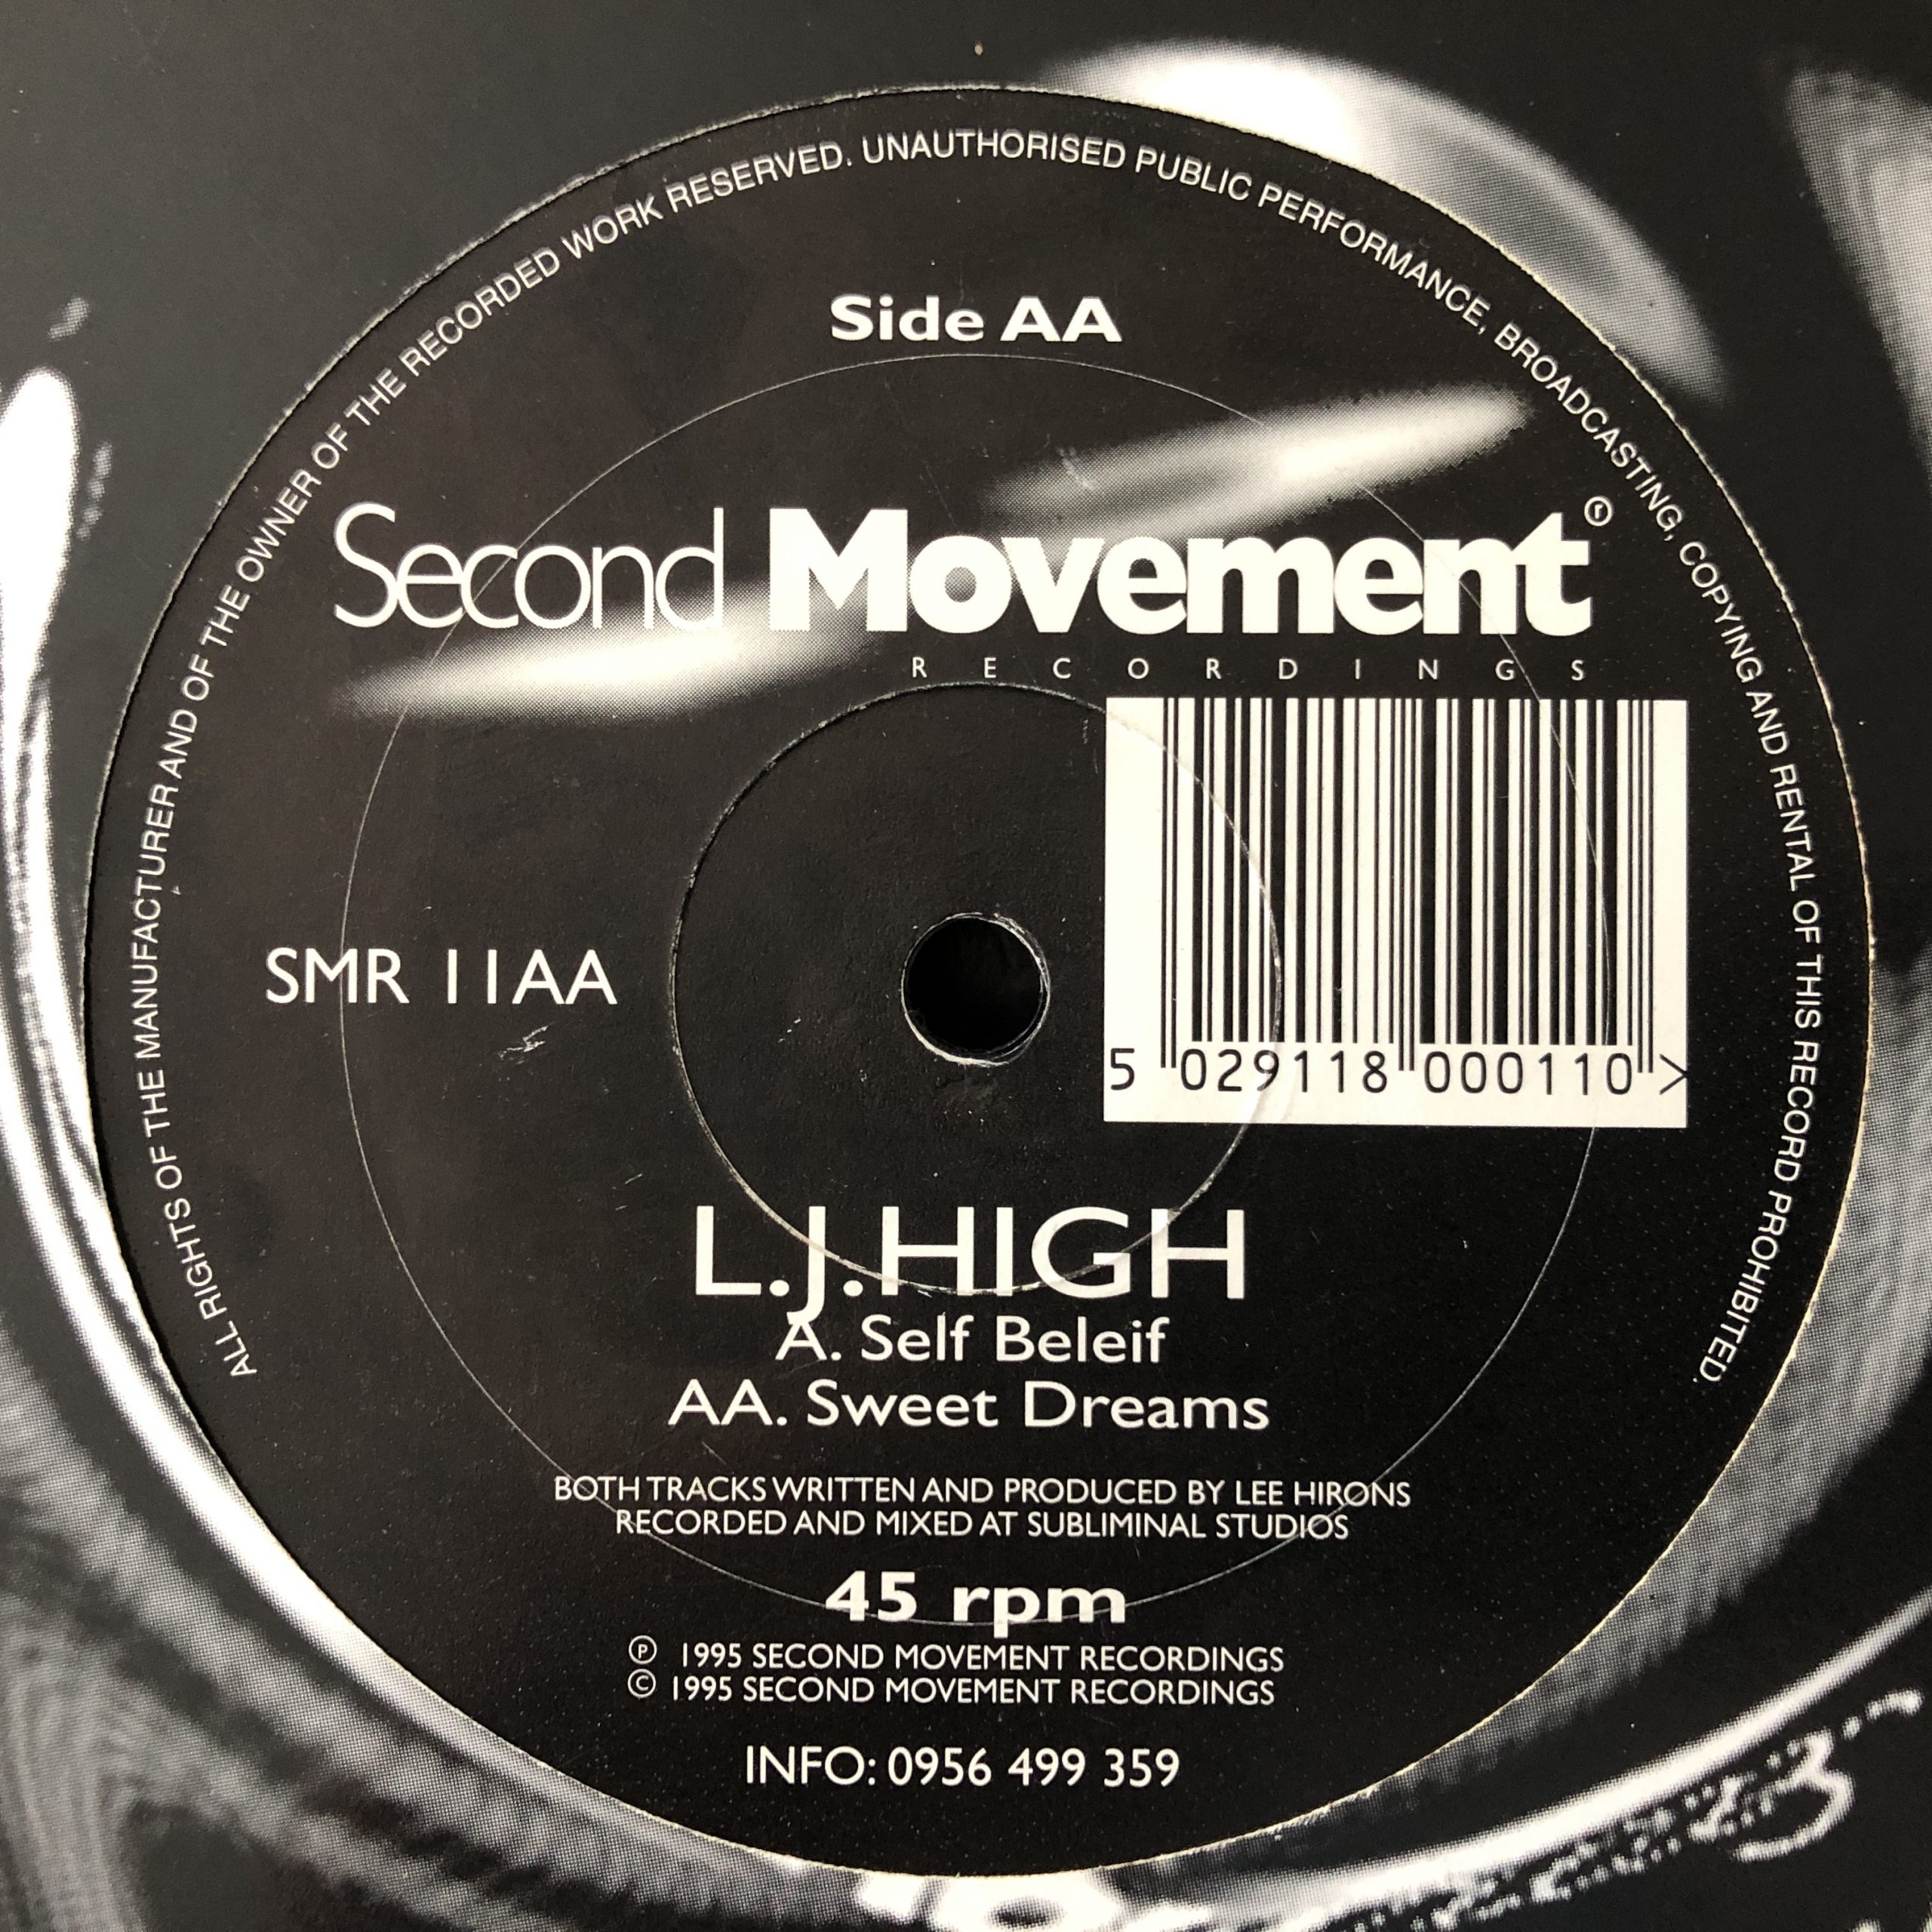 ALL RIGHTS OF THE MANUFACTURER AND OF THE OWNER OF THE RECORDED WORK RESERVED. UNAUTHORISED PUBLIC PERFORMANCE, BROADCASTING, COPYING AND RENTAL OF THIS RECORD PROHIBITED.
Side AA
Second Movement
RECORDINGS
SMR 11AA
5 029118 000110 >
L.J.HIGH
A. Self Beleif
AA. Sweet Dreams
BOTH TRACKS WRITTEN AND PRODUCED BY LEE HIRONS
RECORDED AND MIXED AT SUBLIMINAL STUDIOS
45 rpm
℗ 1995 SECOND MOVEMENT RECORDINGS
© 1995 SECOND MOVEMENT RECORDINGS
INFO: 0956 499 359